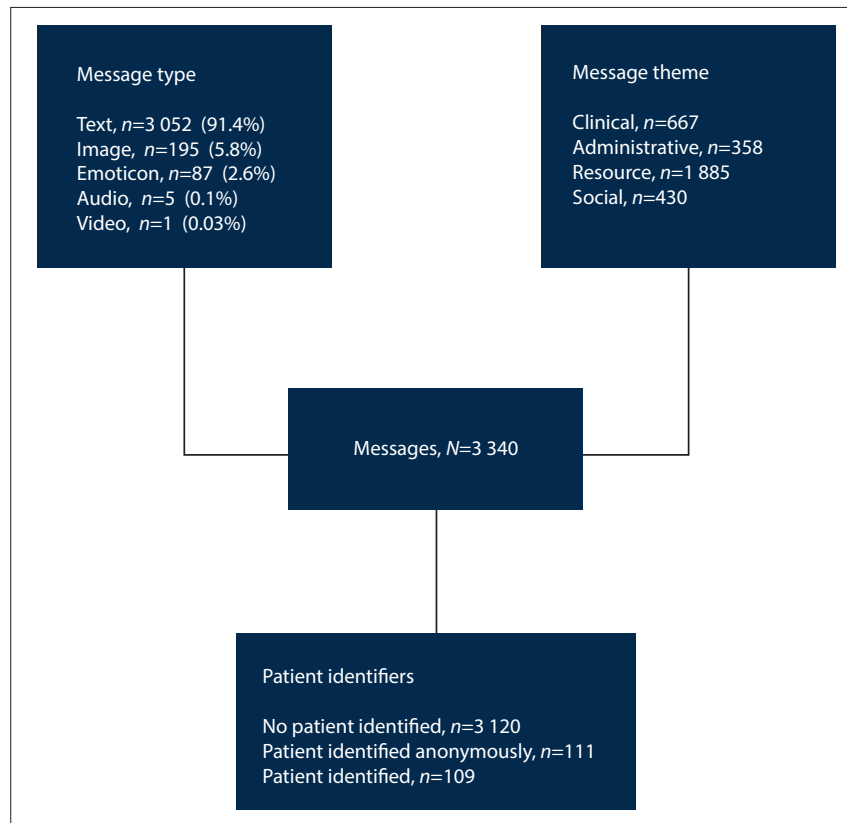 Message type
Text, n=3 052 (91.4%)
Image, n=195 (5.8%)
Emoticon, n=87 (2.6%)
Audio, n=5 (0.1%)
Video, n=1 (0.03%)
Message theme
Clinical, n=667
Administrative, n=358
Resource, n=1 885
Social, n=430
Messages, N=3 340
Patient identifiers
No patient identified, n=3 120
Patient identified anonymously, n=111
Patient identified, n=109